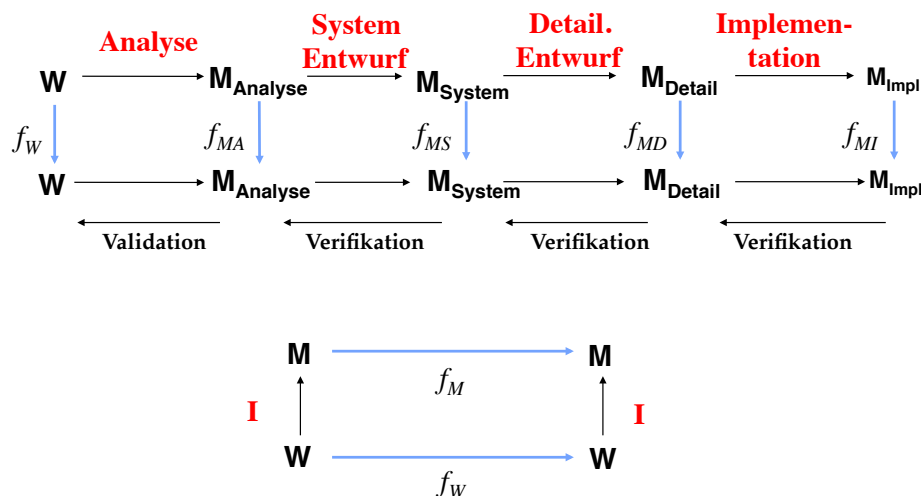 Analyse
System
Entwurf
Detail.
Entwurf
Implemen-
tation
W M_Analyse M_System M_Detail M_Impl
f_W f_MA f_MS f_MD f_MI
W M_Analyse M_System M_Detail M_Impl
Validation Verifikation Verifikation Verifikation
M M
f_M
I I
W W
f_W